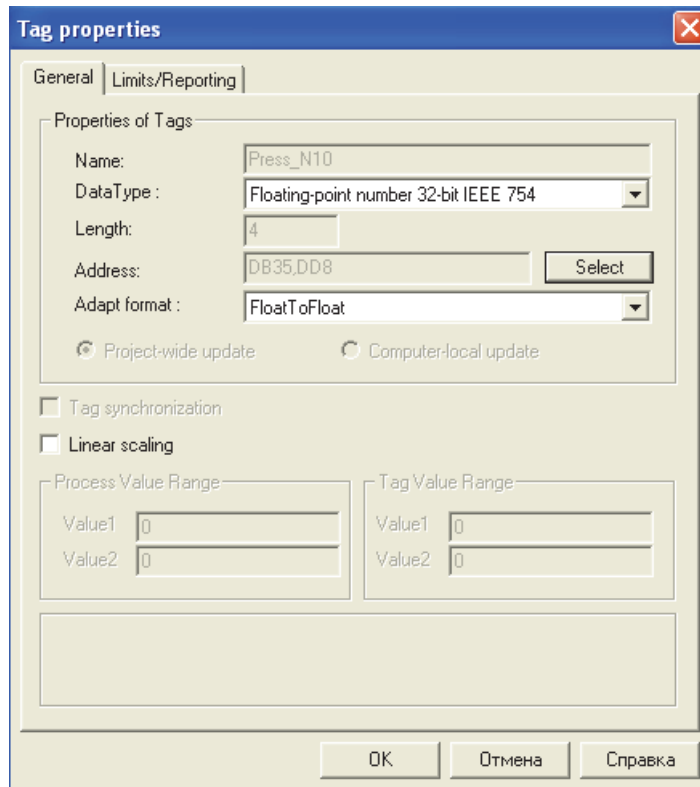 Tag properties
General Limits/Reporting
Properties of Tags
Name: Press_N10
DataType : Floating-point number 32-bit IEEE 754
Length: 4
Address: DB35,DD8 Select
Adapt format : FloatToFloat
Project-wide update Computer-local update
Tag synchronization
Linear scaling
Process Value Range Tag Value Range
Value1 0 Value1 0
Value2 0 Value2 0
OK Отмена Справка